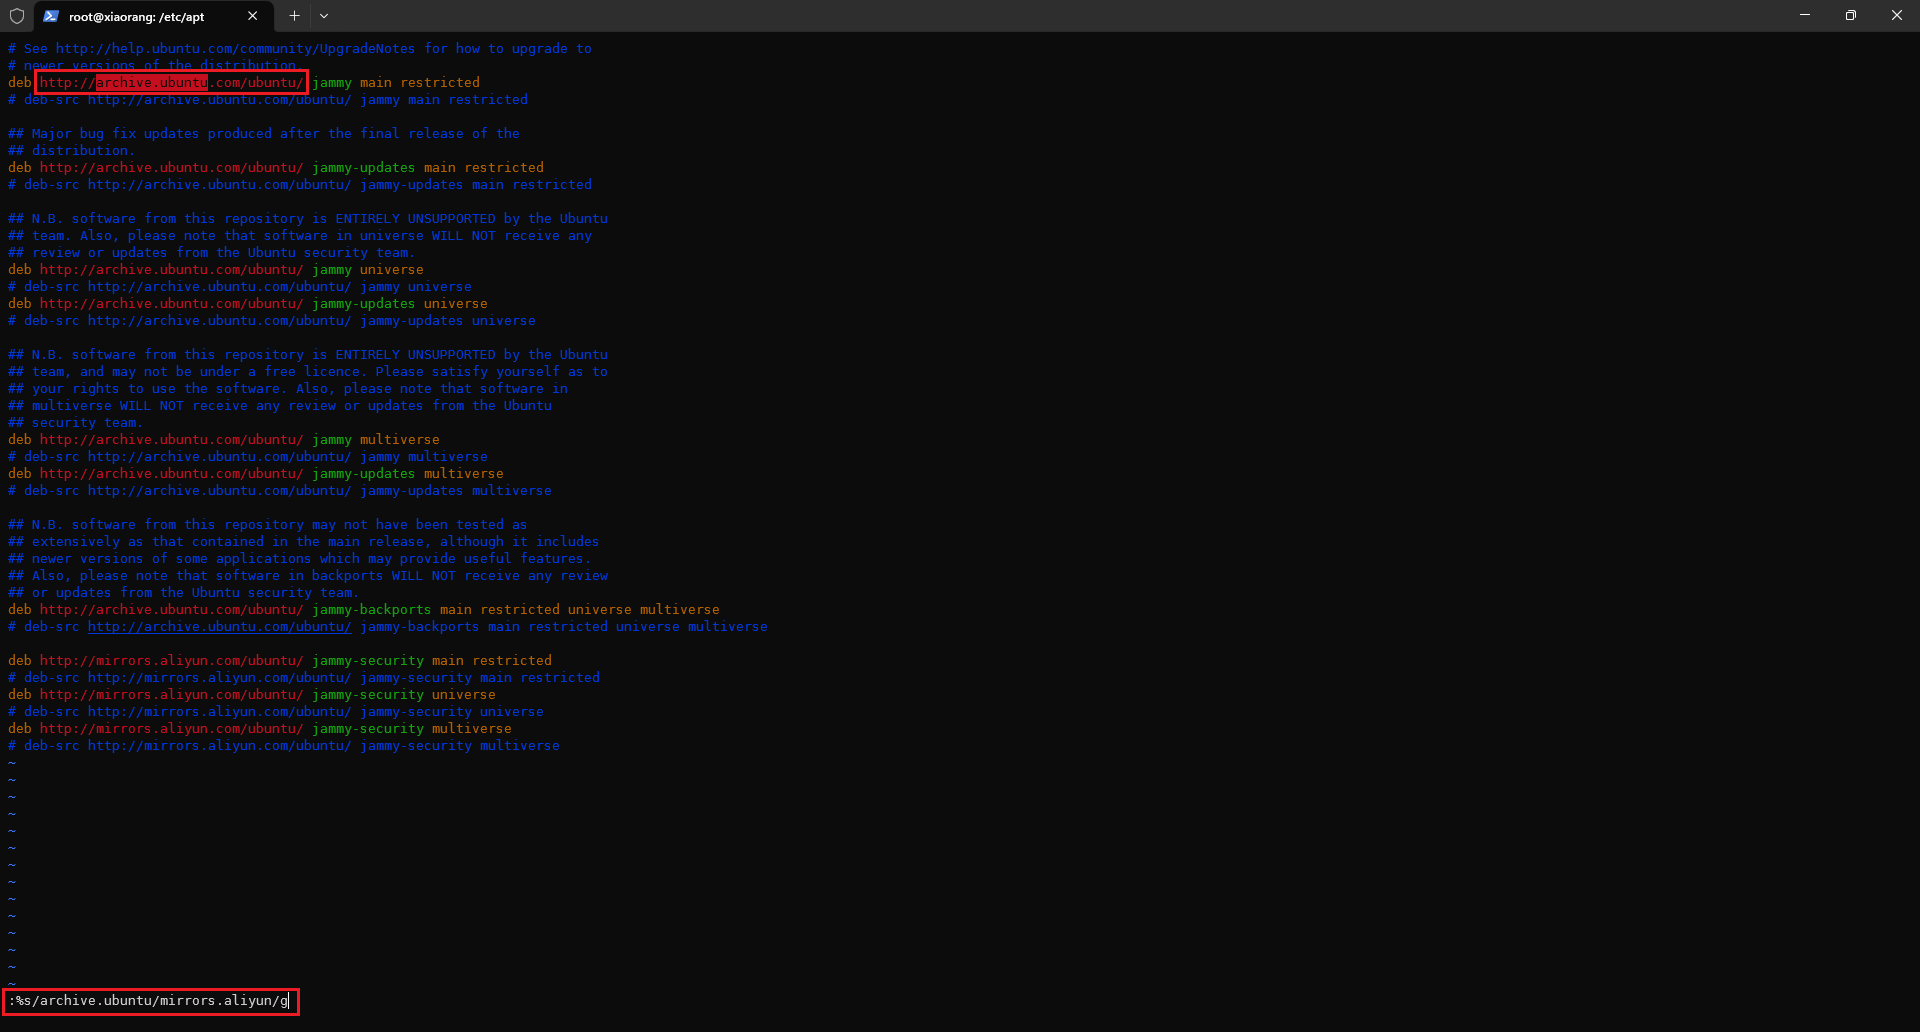 root@xiaorang: /etc/apt
# See http://help.ubuntu.com/community/UpgradeNotes for how to upgrade to
# newer versions of the distribution.
deb http://archive.ubuntu.com/ubuntu/ jammy main restricted
# deb-src http://archive.ubuntu.com/ubuntu/ jammy main restricted
## Major bug fix updates produced after the final release of the
## distribution.
deb http://archive.ubuntu.com/ubuntu/ jammy-updates main restricted
# deb-src http://archive.ubuntu.com/ubuntu/ jammy-updates main restricted
## N.B. software from this repository is ENTIRELY UNSUPPORTED by the Ubuntu
## team. Also, please note that software in universe WILL NOT receive any
## review or updates from the Ubuntu security team.
deb http://archive.ubuntu.com/ubuntu/ jammy universe
# deb-src http://archive.ubuntu.com/ubuntu/ jammy universe
deb http://archive.ubuntu.com/ubuntu/ jammy-updates universe
# deb-src http://archive.ubuntu.com/ubuntu/ jammy-updates universe
## N.B. software from this repository is ENTIRELY UNSUPPORTED by the Ubuntu
## team, and may not be under a free licence. Please satisfy yourself as to
## your rights to use the software. Also, please note that software in
## multiverse WILL NOT receive any review or updates from the Ubuntu
## security team.
deb http://archive.ubuntu.com/ubuntu/ jammy multiverse
# deb-src http://archive.ubuntu.com/ubuntu/ jammy multiverse
deb http://archive.ubuntu.com/ubuntu/ jammy-updates multiverse
# deb-src http://archive.ubuntu.com/ubuntu/ jammy-updates multiverse
## N.B. software from this repository may not have been tested as
## extensively as that contained in the main release, although it includes
## newer versions of some applications which may provide useful features.
## Also, please note that software in backports WILL NOT receive any review
## or updates from the Ubuntu security team.
deb http://archive.ubuntu.com/ubuntu/ jammy-backports main restricted universe multiverse
# deb-src http://archive.ubuntu.com/ubuntu/ jammy-backports main restricted universe multiverse
deb http://mirrors.aliyun.com/ubuntu/ jammy-security main restricted
# deb-src http://mirrors.aliyun.com/ubuntu/ jammy-security main restricted
deb http://mirrors.aliyun.com/ubuntu/ jammy-security universe
# deb-src http://mirrors.aliyun.com/ubuntu/ jammy-security universe
deb http://mirrors.aliyun.com/ubuntu/ jammy-security multiverse
# deb-src http://mirrors.aliyun.com/ubuntu/ jammy-security multiverse
~
~
~
~
~
~
~
~
~
~
~
~
~
~
:%s/archive.ubuntu/mirrors.aliyun/g